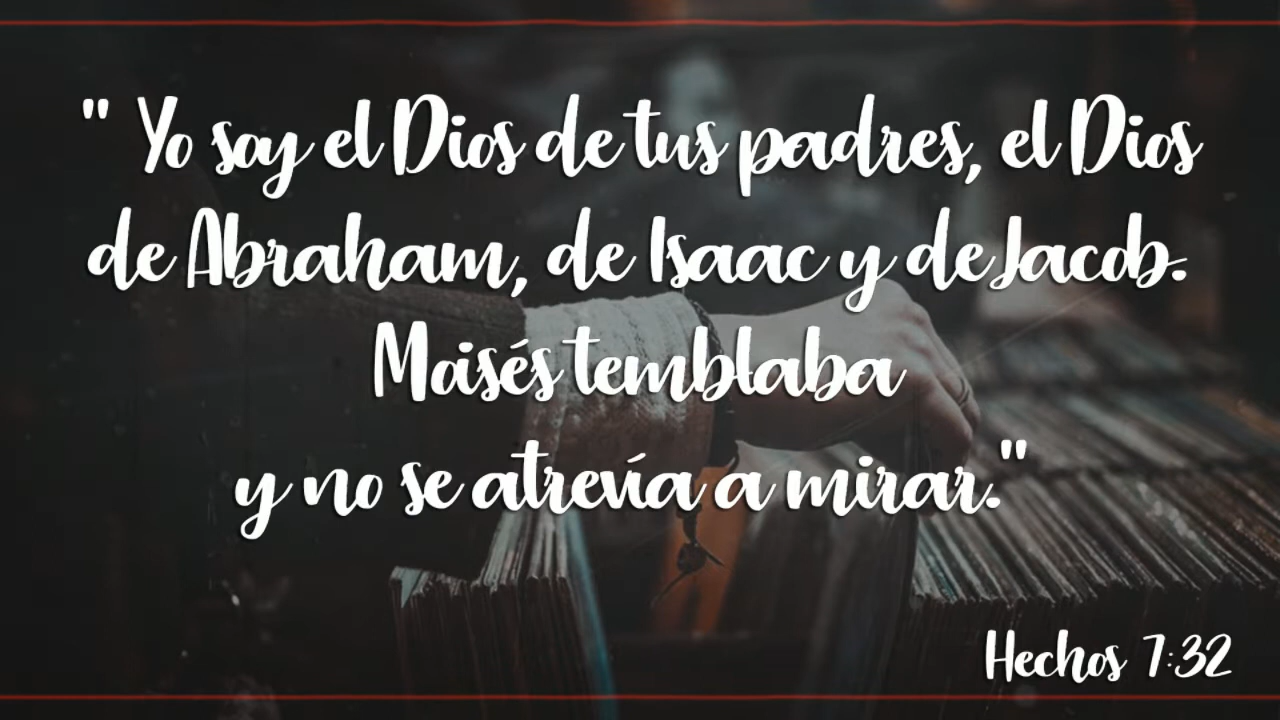 " Yo soy el Dios de tus padres, el Dios
de Abraham, de Isaac y de Jacob.
Moisés temblaba
y no se atrevía a mirar."
Hechos 7:32